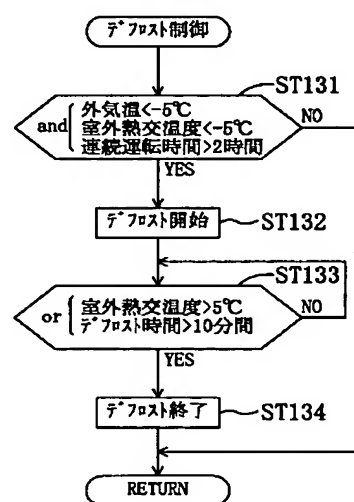 デフロスト制御
ST131
and
外気温<-5℃
室外熱交温度<-5℃
連続運転時間>2時間
NO
YES
デフロスト開始
ST132
ST133
or
室外熱交温度>5℃
デフロスト時間>10分間
NO
YES
デフロスト終了
ST134
RETURN